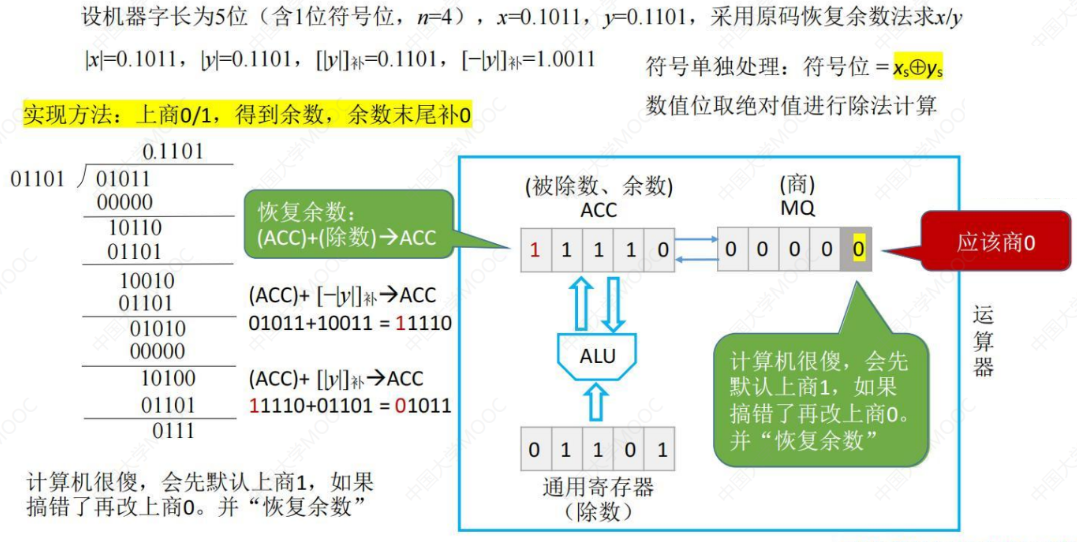 设机器字长为5位（含1位符号位，n=4），x=0.1011，y=0.1101，采用原码恢复余数法求x/y
|x|=0.1011，|y|=0.1101，[|y|]补=0.1101，[−|y|]补=1.0011
符号单独处理：符号位 = xs⊕ys
数值位取绝对值进行除法计算
实现方法：上商0/1，得到余数，余数末尾补0
0.1101
01101 01011
00000
10110
01101
10010
01101
01010
00000
10100
01101
0111
恢复余数：
(ACC)+(除数)→ACC
(ACC)+ [−|y|]补→ACC
01011+10011 = 11110
(ACC)+ [|y|]补→ACC
11110+01101 = 01011
计算机很傻，会先默认上商1，如果
搞错了再改上商0。并“恢复余数”
(被除数、余数)
ACC
(商)
MQ
1 1 1 1 0
0 0 0 0 0
应该商0
ALU
0 1 1 0 1
通用寄存器
（除数）
运算器
计算机很傻，会先
默认上商1，如果
搞错了再改上商0。
并“恢复余数”
中国大学MOOC